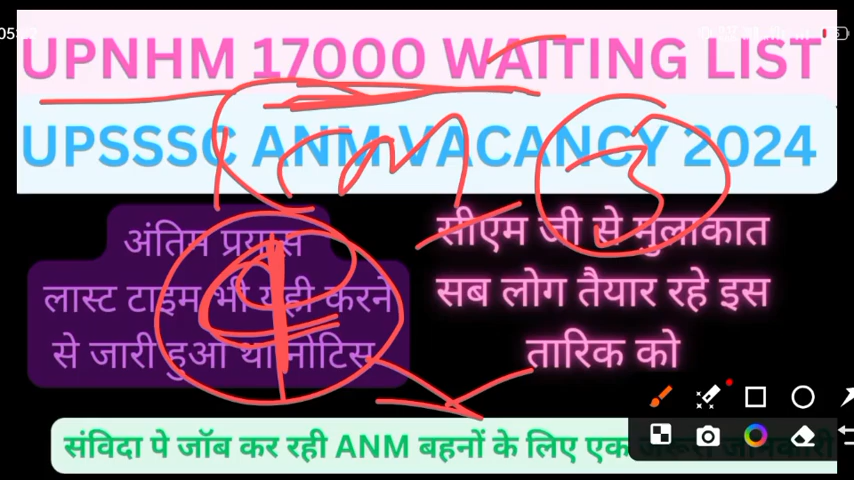 UPNHM 17000 WAITING LIST
UPSSSC ANM VACANCY 2024
अंतिम प्रयास
लास्ट टाइम भी यही करने
से जारी हुआ था नोटिस
सीएम जी से मुलाकात
सब लोग तैयार रहे इस
तारिक को
संविदा पे जॉब कर रही ANM बहनों के लिए एक